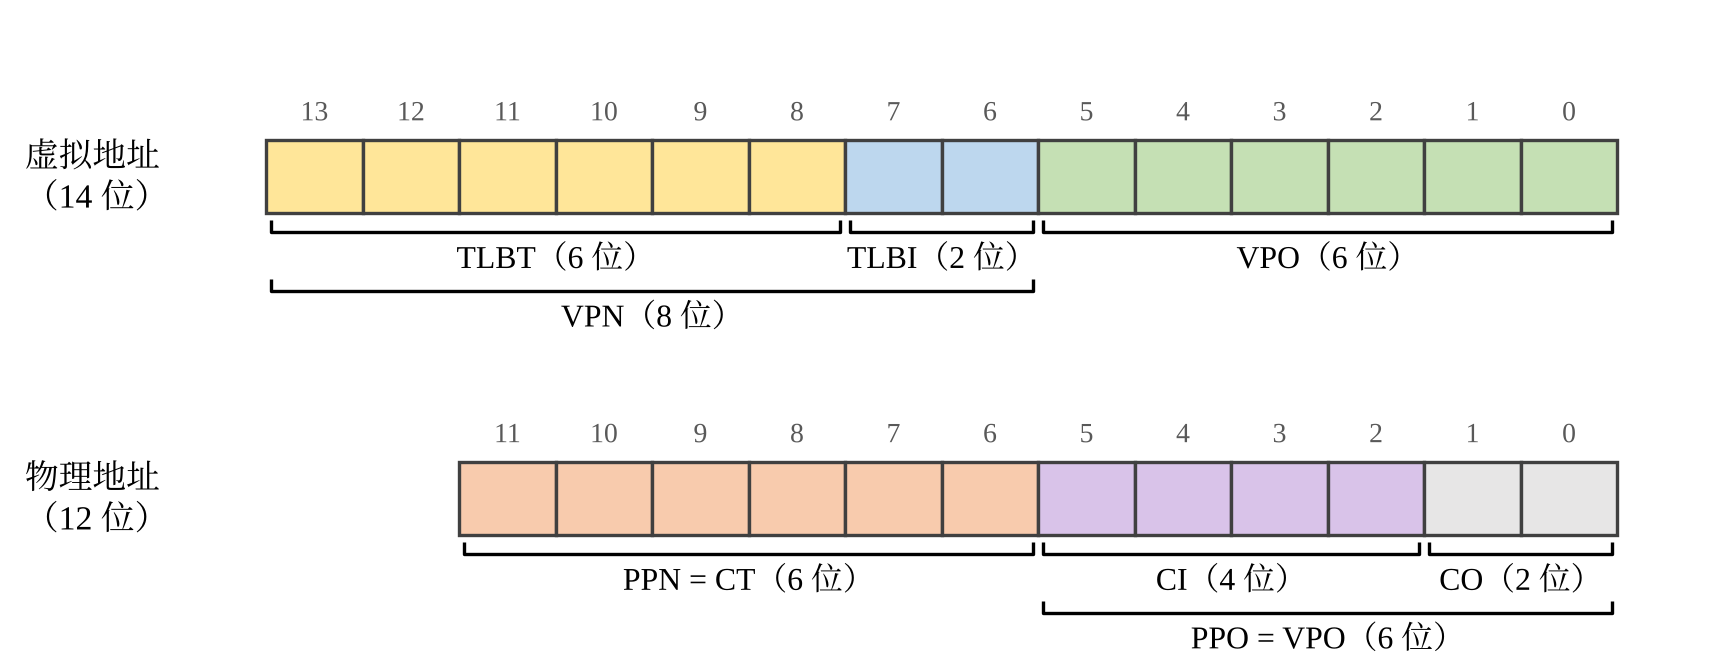 13 12 11 10 9 8 7 6 5 4 3 2 1 0
虚拟地址
（14 位）
TLBT（6 位） TLBI（2 位） VPO（6 位）
VPN（8 位）
11 10 9 8 7 6 5 4 3 2 1 0
物理地址
（12 位）
PPN = CT（6 位） CI（4 位） CO（2 位）
PPO = VPO（6 位）